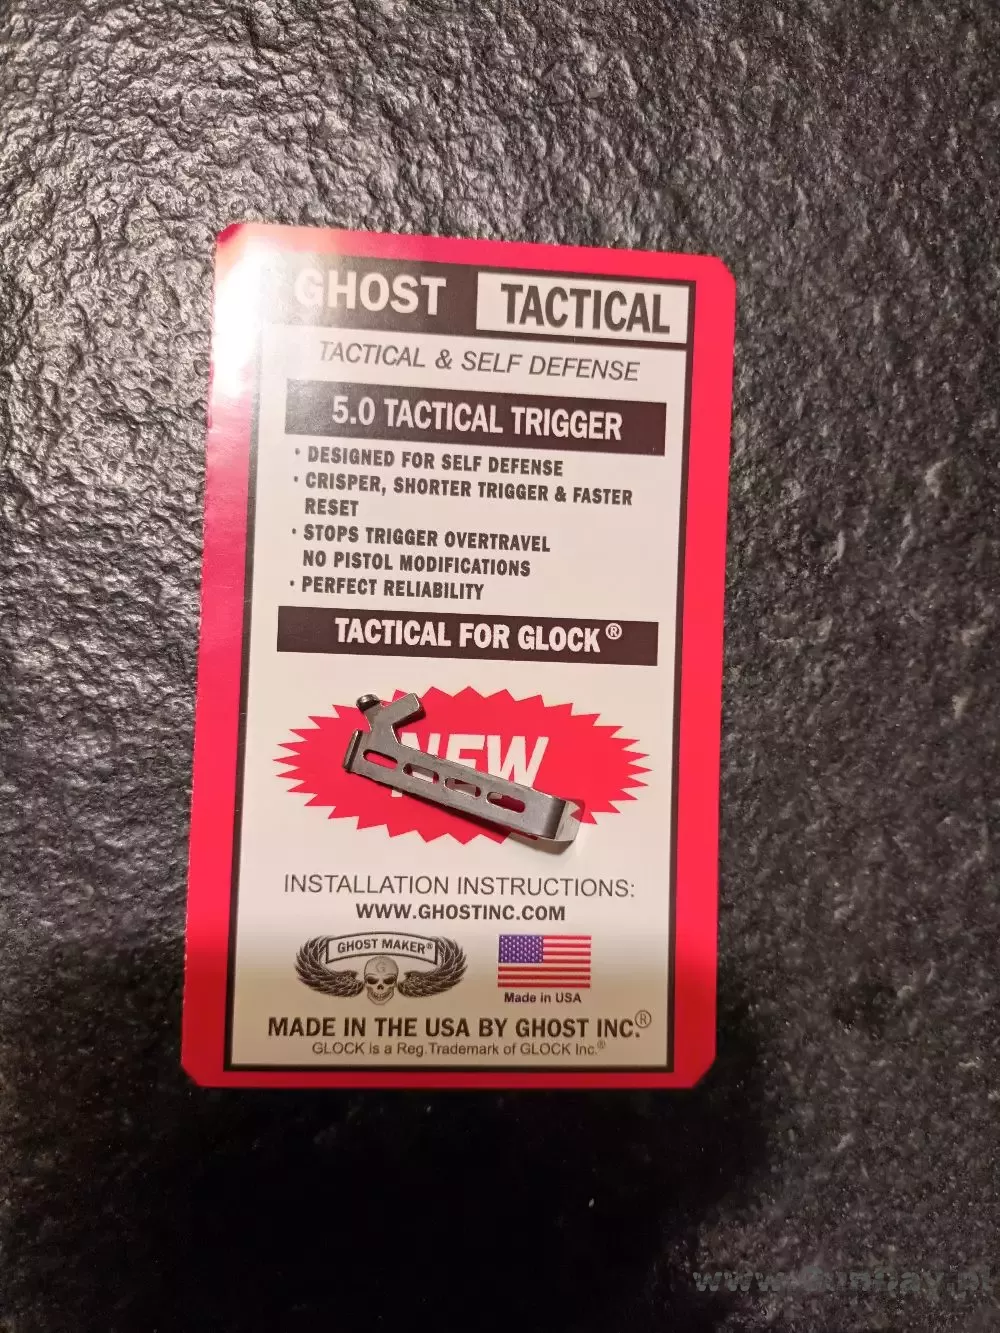 GHOST TACTICAL
TACTICAL & SELF DEFENSE
5.0 TACTICAL TRIGGER
• DESIGNED FOR SELF DEFENSE
• CRISPER, SHORTER TRIGGER & FASTER
RESET
• STOPS TRIGGER OVERTRAVEL
NO PISTOL MODIFICATIONS
• PERFECT RELIABILITY
TACTICAL FOR GLOCK®
NEW
INSTALLATION INSTRUCTIONS:
WWW.GHOSTINC.COM
GHOST MAKER®
G
Made in USA
MADE IN THE USA BY GHOST INC.®
GLOCK is a Reg. Trademark of GLOCK Inc.®